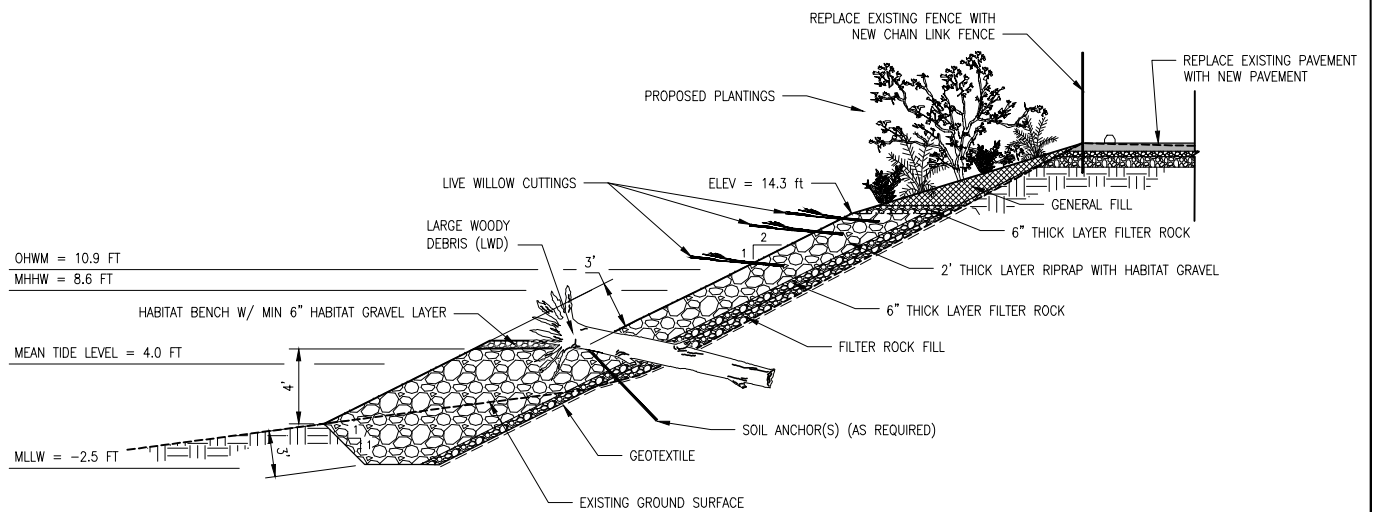 REPLACE EXISTING FENCE WITH
NEW CHAIN LINK FENCE
REPLACE EXISTING PAVEMENT
WITH NEW PAVEMENT
PROPOSED PLANTINGS
LIVE WILLOW CUTTINGS
ELEV = 14.3 ft
GENERAL FILL
LARGE WOODY
DEBRIS (LWD)
6" THICK LAYER FILTER ROCK
2
1
OHWM = 10.9 FT
3'
2' THICK LAYER RIPRAP WITH HABITAT GRAVEL
MHHW = 8.6 FT
HABITAT BENCH W/ MIN 6" HABITAT GRAVEL LAYER
6" THICK LAYER FILTER ROCK
FILTER ROCK FILL
MEAN TIDE LEVEL = 4.0 FT
4'
SOIL ANCHOR(S) (AS REQUIRED)
1
1
3'
MLLW = -2.5 FT
GEOTEXTILE
EXISTING GROUND SURFACE